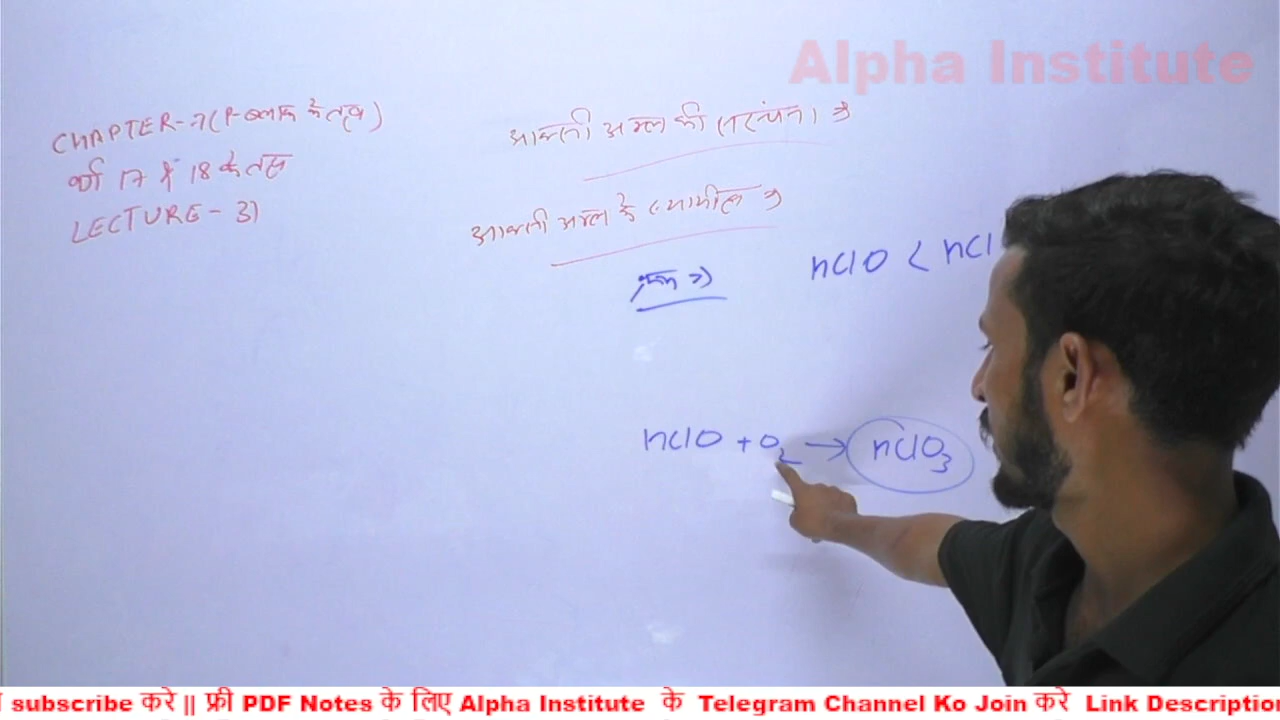 Alpha Institute
CHAPTER-7 (P-ब्लाक के तत्व)
वर्ग 17 & 18 के तत्व
LECTURE - 31
आक्सी अम्ल की संरचना →
आक्सी अम्ल के स्थायित्व →
HClO < HCl
HClO + O2 → HClO3
subscribe करे || फ्री PDF Notes के लिए Alpha Institute के Telegram Channel Ko Join करे Link Description